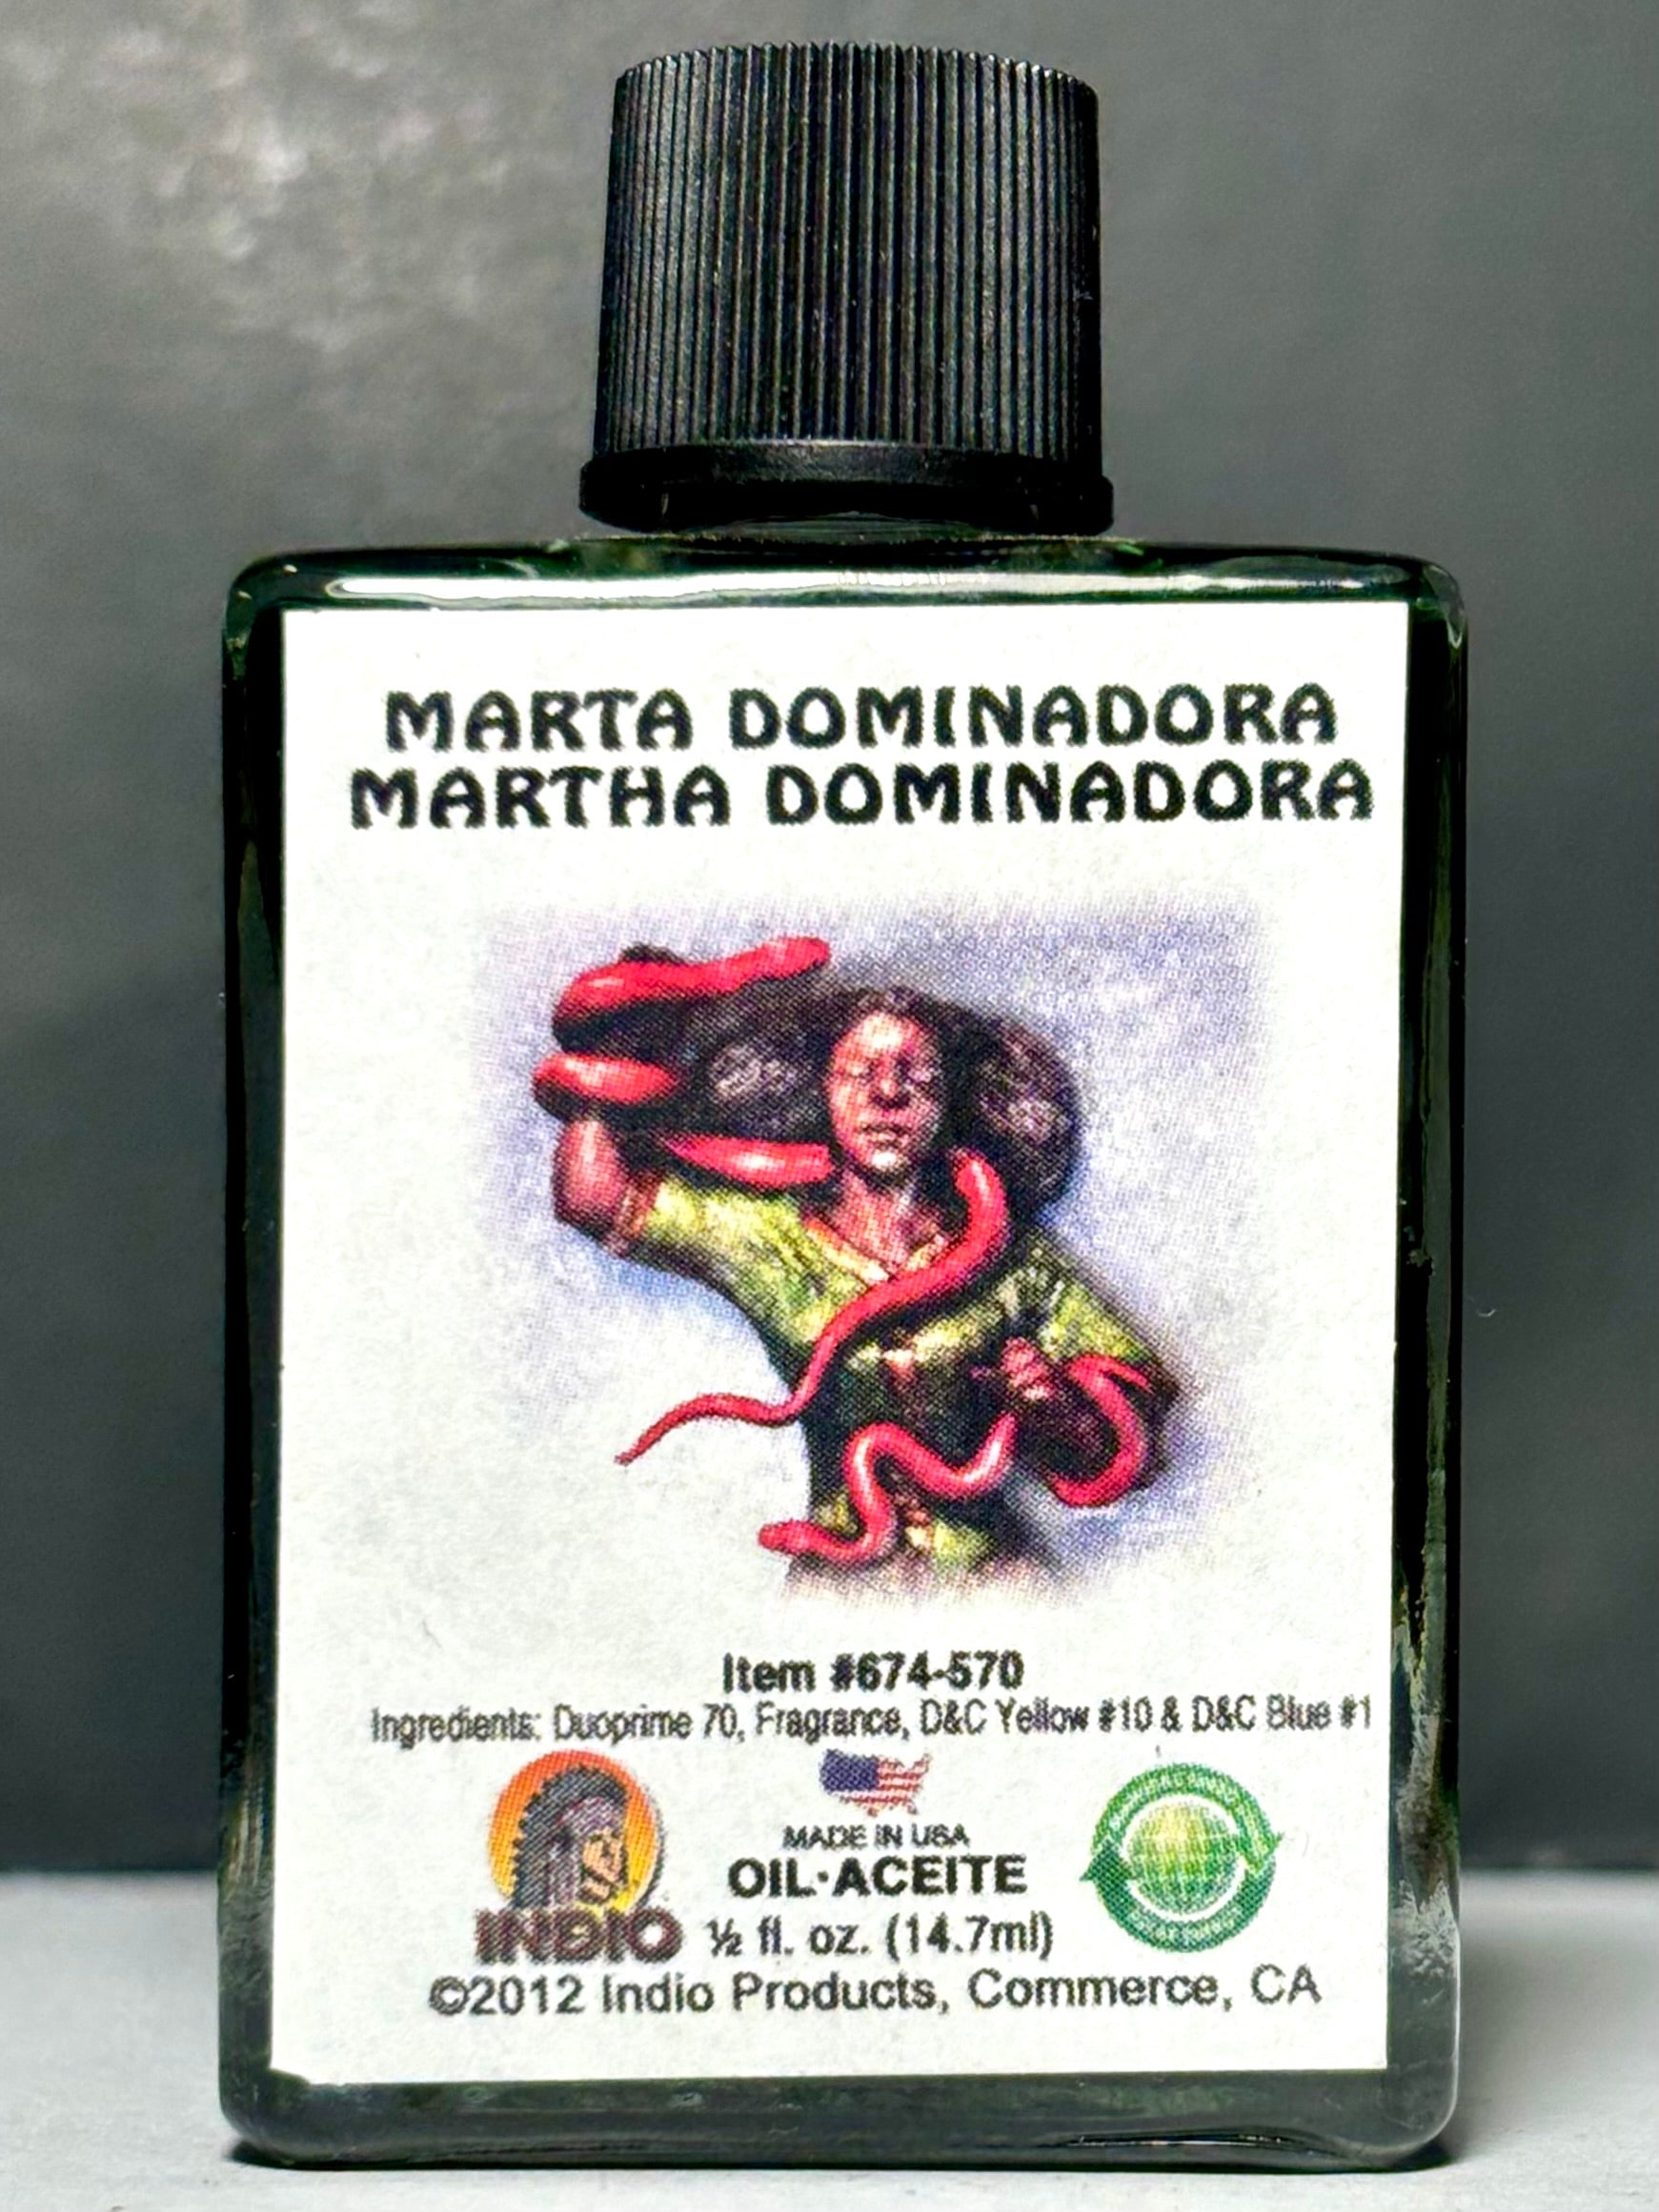 MARTA DOMINADORA
MARTHA DOMINADORA
Item #674-570
Ingredients: Duoprime 70, Fragrance, D&C Yellow #10 & D&C Blue #1
MADE IN USA
OIL·ACEITE
INDIO
½ fl. oz. (14.7ml)
©2012 Indio Products, Commerce, CA